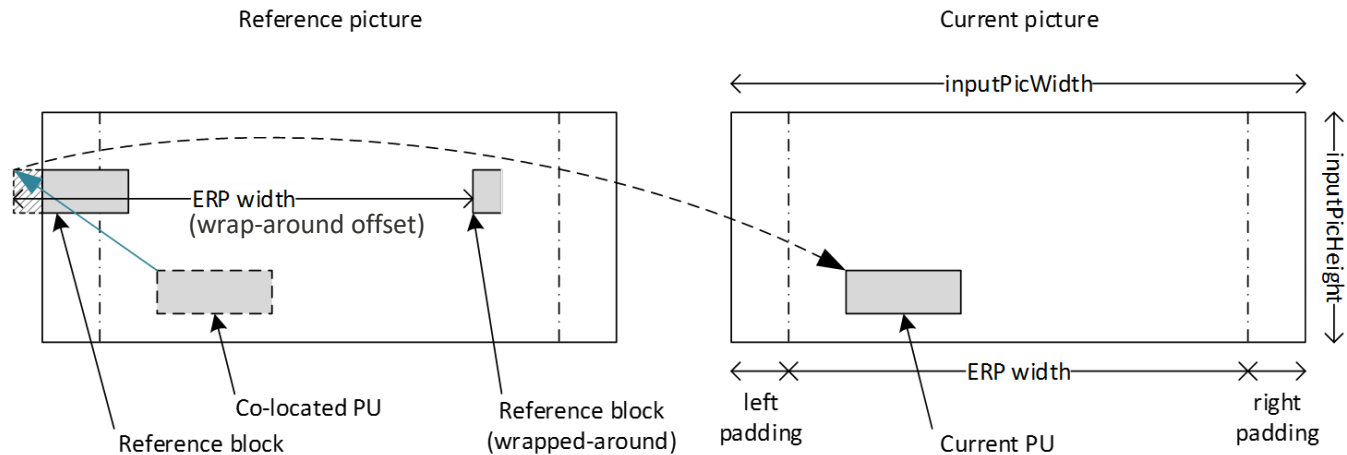 Reference picture
Current picture
inputPicWidth
inputPicHeight
ERP width
(wrap-around offset)
Co-located PU
Reference block
Reference block
(wrapped-around)
ERP width
left
padding
right
padding
Current PU